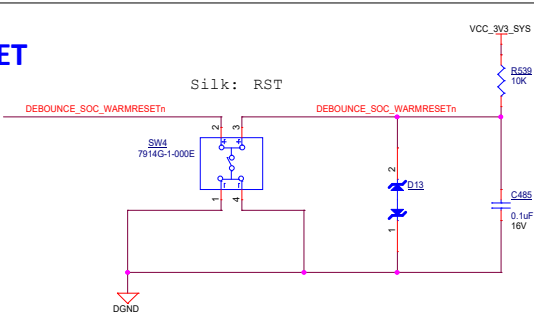 VCC_3V3_SYS
ET
R539
10K
Silk: RST
DEBOUNCE_SOC_WARMRESETn
DEBOUNCE_SOC_WARMRESETn
2
3
SW4
7914G-1-000E
1
4
2
D13
1
C485
0.1uF
16V
DGND